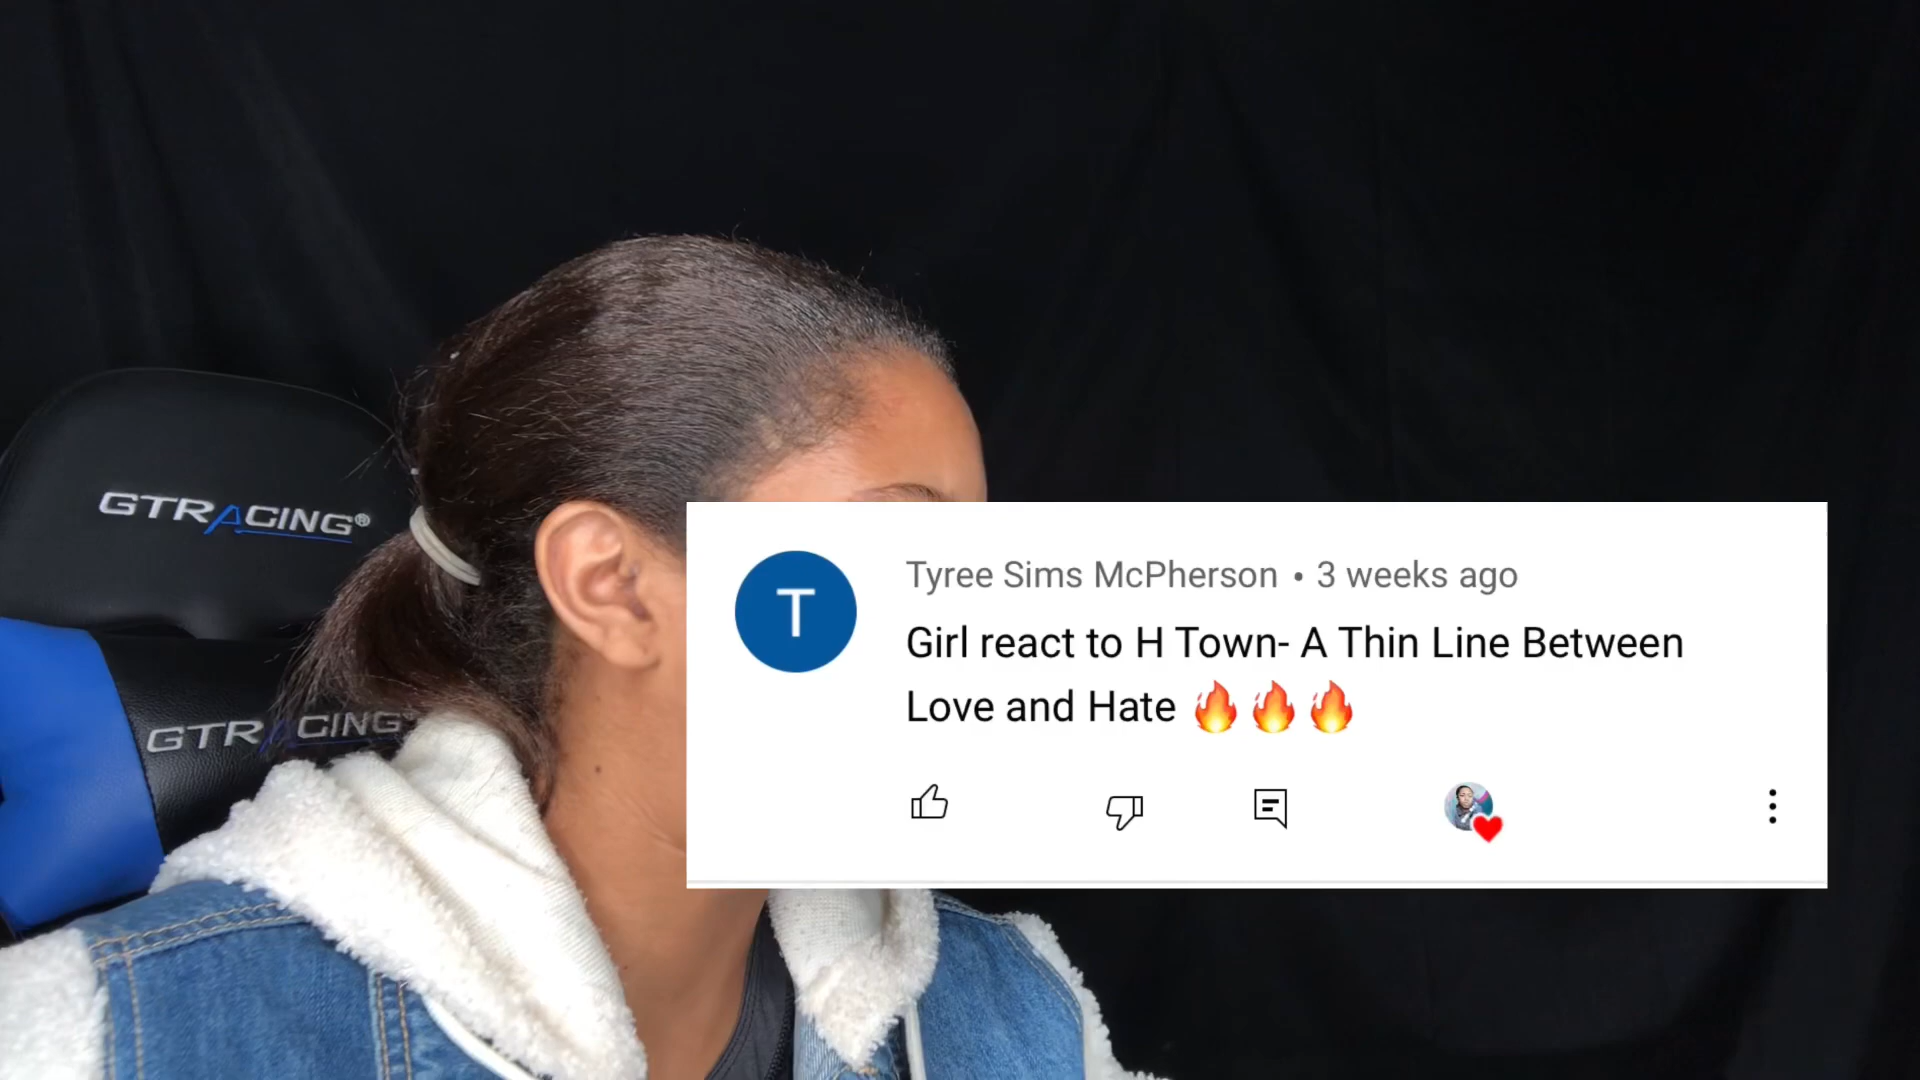 GTRACING®
GTRACING
T
Tyree Sims McPherson • 3 weeks ago
Girl react to H Town- A Thin Line Between
Love and Hate 🔥🔥🔥